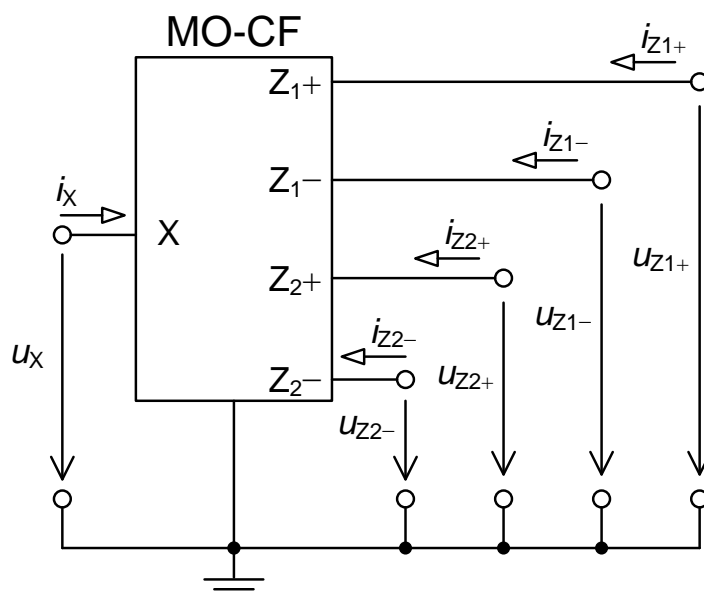 MO-CF
iZ1+
Z1+
iZ1−
Z1−
iX
X
iZ2+
Z2+
uZ1+
uZ1−
iZ2−
uX
Z2−
uZ2+
uZ2−